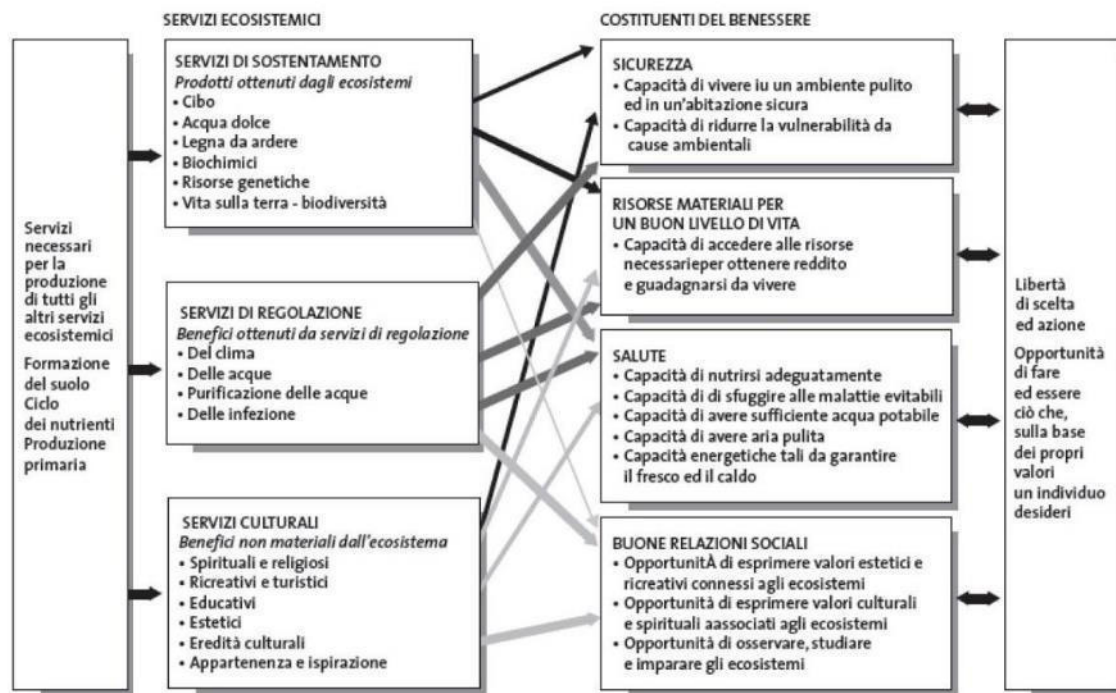 SERVIZI ECOSISTEMICI
COSTITUENTI DEL BENESSERE
Servizi
necessari
per la
produzione
di tutti gli
altri servizi
ecosistemici
Formazione
del suolo
Ciclo
dei nutrienti
Produzione
primaria
SERVIZI DI SOSTENTAMENTO
Prodotti ottenuti dagli ecosistemi
• Cibo
• Acqua dolce
• Legna da ardere
• Biochimici
• Risorse genetiche
• Vita sulla terra - biodiversità
SERVIZI DI REGOLAZIONE
Benefici ottenuti da servizi di regolazione
• Del clima
• Delle acque
• Purificazione delle acque
• Delle infezione
SERVIZI CULTURALI
Benefici non materiali dall'ecosistema
• Spirituali e religiosi
• Ricreativi e turistici
• Educativi
• Estetici
• Eredità culturali
• Appartenenza e ispirazione
SICUREZZA
• Capacità di vivere iu un ambiente pulito
ed in un'abitazione sicura
• Capacità di ridurre la vulnerabilità da
cause ambientali
RISORSE MATERIALI PER
UN BUON LIVELLO DI VITA
• Capacità di accedere alle risorse
necessarieper ottenere reddito
e guadagnarsi da vivere
SALUTE
• Capacità di nutrirsi adeguatamente
• Capacità di di sfuggire alle malattie evitabili
• Capacità di avere sufficiente acqua potabile
• Capacità di avere aria pulita
• Capacità energetiche tali da garantire
il fresco ed il caldo
BUONE RELAZIONI SOCIALI
• OpportunitÀ di esprimere valori estetici e
ricreativi connessi agli ecosistemi
• Opportunità di esprimere valori culturali
e spirituali aassociati agli ecosistemi
• Opportunità di osservare, studiare
e imparare gli ecosistemi
Libertà
di scelta
ed azione
Opportunità
di fare
ed essere
ciò che,
sulla base
dei propri
valori
un individuo
desideri